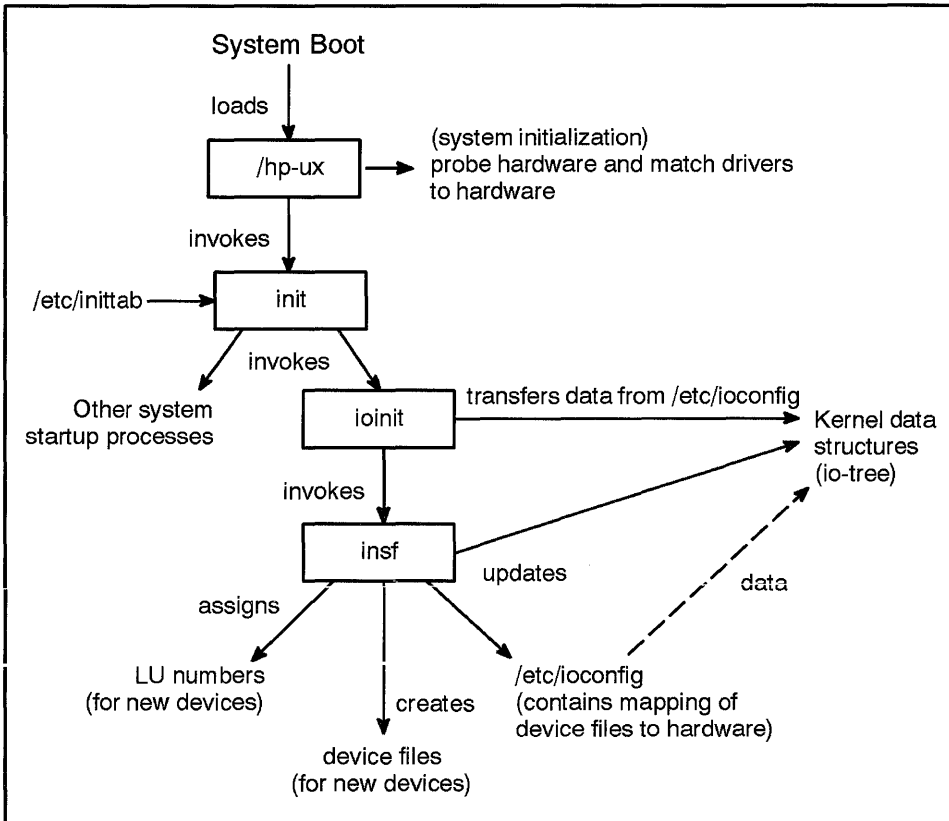 System Boot
loads
/hp-ux
(system initialization)
probe hardware and match drivers
to hardware
invokes
/etc/inittab
init
invokes
Other system
startup processes
ioinit
transfers data from /etc/ioconfig
Kernel data
structures
(io-tree)
invokes
insf
updates
data
assigns
LU numbers
(for new devices)
creates
device files
(for new devices)
/etc/ioconfig
(contains mapping of
device files to hardware)